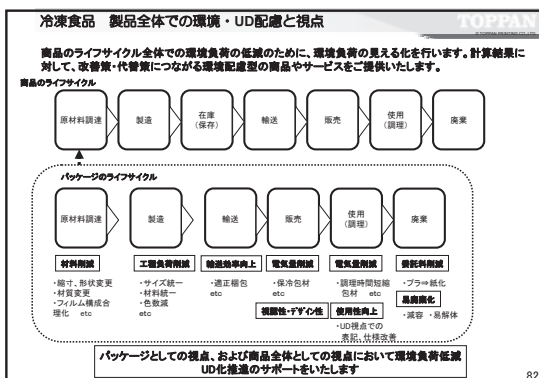 冷凍食品 製品全体での環境・UD配慮と視点
TOPPAN
商品のライフサイクル全体での環境負荷の低減のために、環境負荷の見える化を行います。計算結果に
対して、改善策・代替策につながる環境配慮型の商品やサービスをご提供いたします。
商品のライフサイクル
原材料調達
製造
在庫
(保存)
輸送
販売
使用
(調理)
廃棄
パッケージのライフサイクル
原材料調達
製造
輸送
販売
使用
(調理)
廃棄
材料削減
・縮寸、形状変更
・材質変更
・フィルム構成合
理化 etc
工程負荷削減
・サイズ統一
・材料統一
・色数減
etc
輸送効率向上
・適正梱包
etc
電気量削減
・保冷包材
etc
視認性・デザイン性
電気量削減
・調理時間短縮
包材 etc
使用性向上
・UD視点での
表記、仕様改善
委託料削減
・プラ⇒紙化
易廃棄化
・減容 ・易解体
パッケージとしての視点、および商品全体としての視点において環境負荷低減
UD化推進のサポートをいたします
82